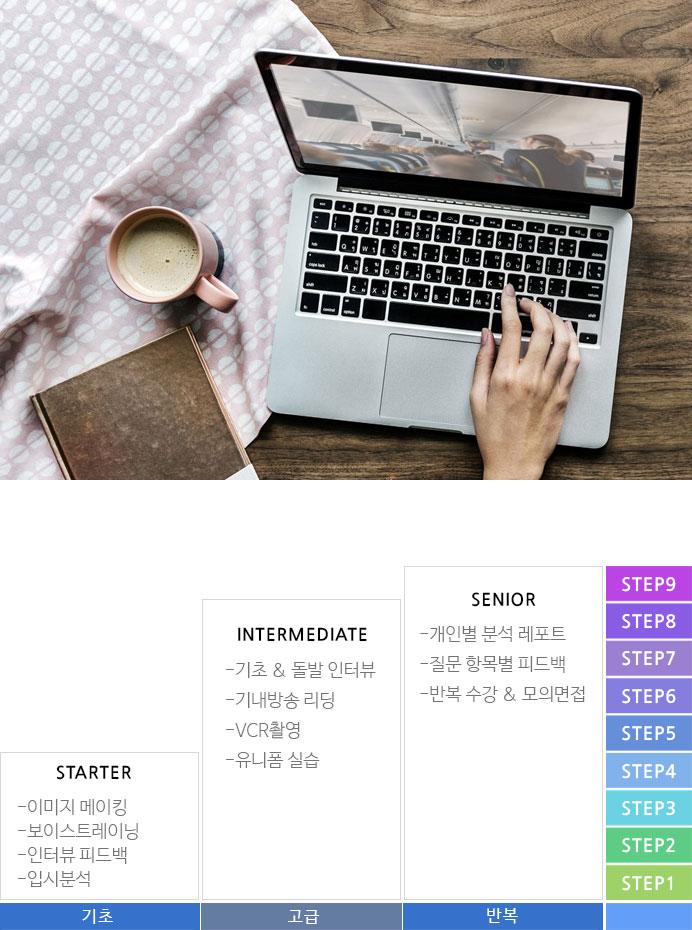 STARTER
-이미지 메이킹
-보이스트레이닝
-인터뷰 피드백
-입시분석
기초
INTERMEDIATE
-기초 & 돌발 인터뷰
-기내방송 리딩
-VCR촬영
-유니폼 실습
고급
SENIOR
-개인별 분석 레포트
-질문 항목별 피드백
-반복 수강 & 모의면접
반복
STEP9
STEP8
STEP7
STEP6
STEP5
STEP4
STEP3
STEP2
STEP1